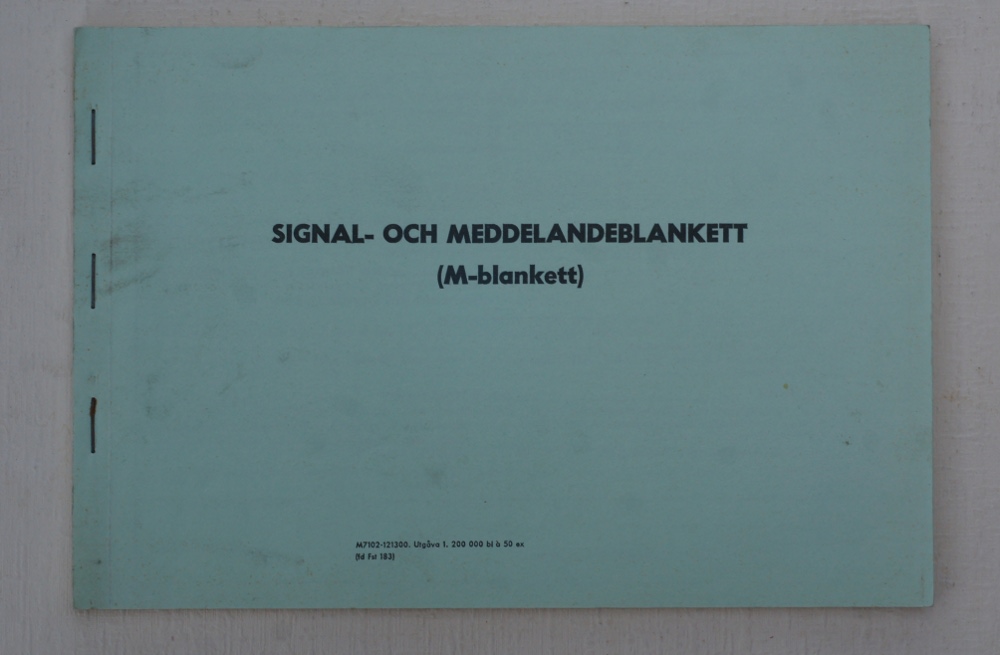 SIGNAL- OCH MEDDELANDEBLANKETT
(M-blankett)
M7102-121300. Utgåva 1. 200 000 bl à 50 ex
(fd Fst 183)